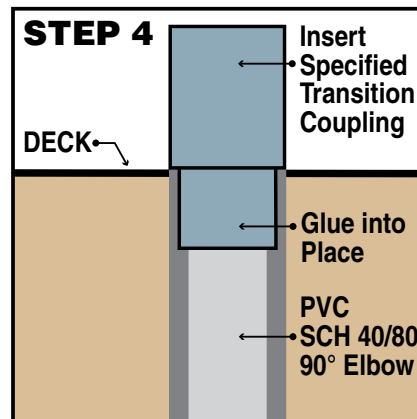 STEP 4
Insert
Specified
Transition
Coupling
DECK
Glue into
Place
PVC
SCH 40/80
90° Elbow